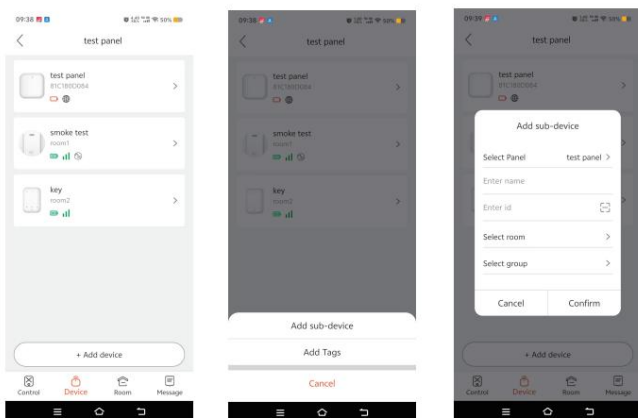 09:38
50%
test panel
test panel
smoke test
room1
key
room2
+ Add device
Control
Device
Room
Message
09:38
50%
test panel
test panel
smoke test
room1
key
room2
Add sub-device
Add Tags
Cancel
09:39
50%
test panel
test panel
Add sub-device
Select Panel
test panel
Enter name
Enter id
Select room
Select group
Cancel
Confirm
+ Add device
Control
Device
Room
Message